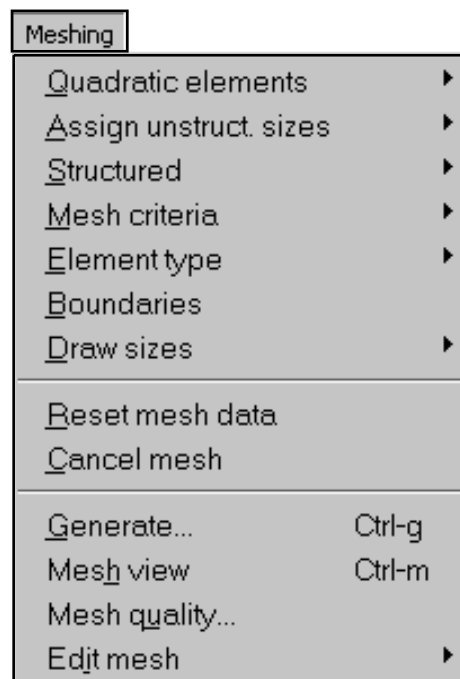 Meshing
Quadratic elements
Assign unstruct. sizes
Structured
Mesh criteria
Element type
Boundaries
Draw sizes
Reset mesh data
Cancel mesh
Generate... Ctrl-g
Mesh view Ctrl-m
Mesh quality...
Edit mesh